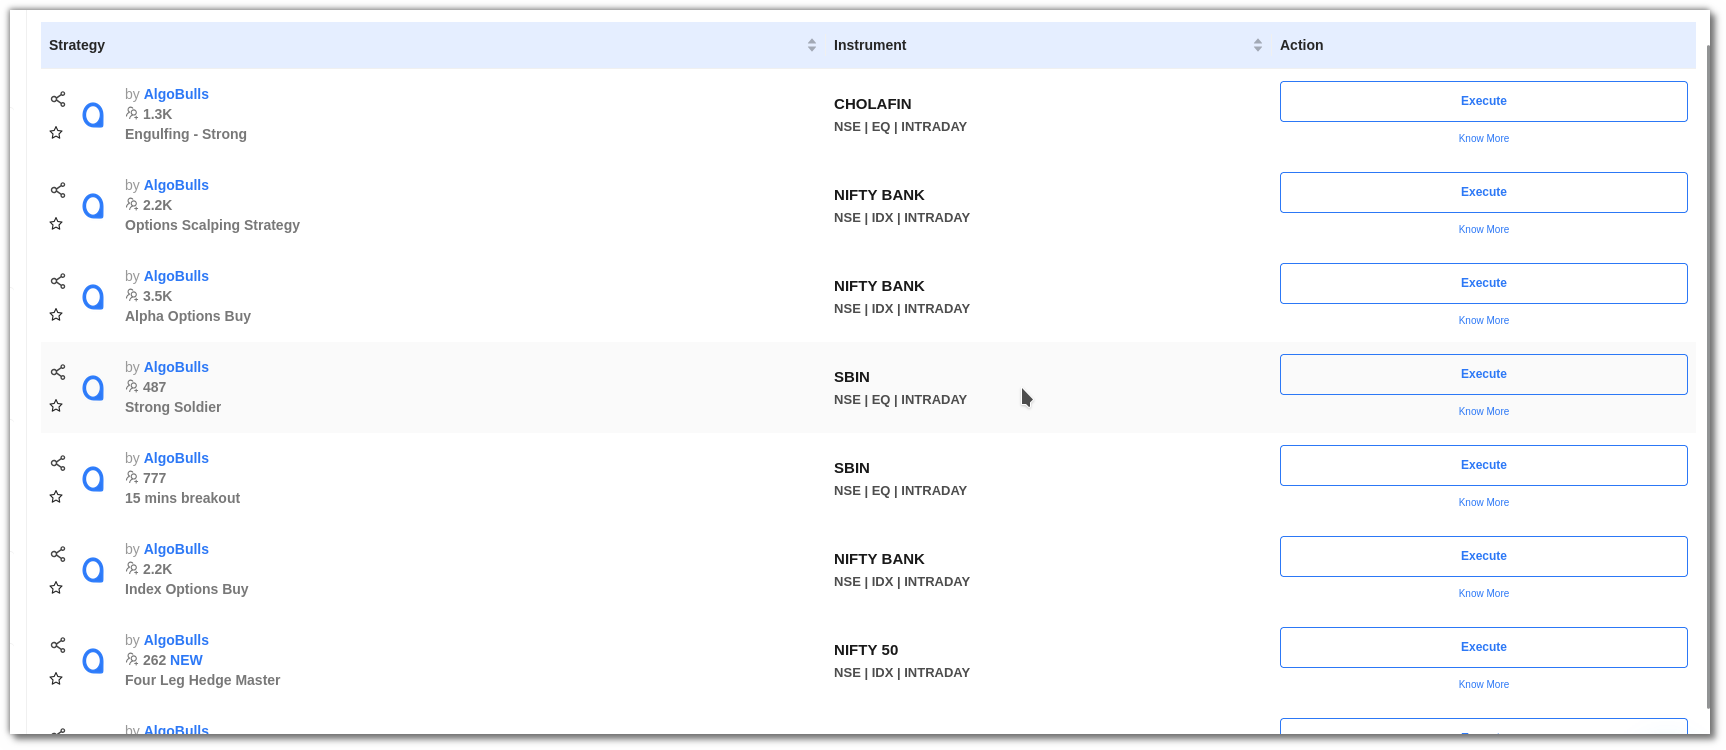 Strategy Instrument Action
by AlgoBulls
1.3K
Engulfing - Strong
CHOLAFIN
NSE | EQ | INTRADAY
Execute
Know More
by AlgoBulls
2.2K
Options Scalping Strategy
NIFTY BANK
NSE | IDX | INTRADAY
Execute
Know More
by AlgoBulls
3.5K
Alpha Options Buy
NIFTY BANK
NSE | IDX | INTRADAY
Execute
Know More
by AlgoBulls
487
Strong Soldier
SBIN
NSE | EQ | INTRADAY
Execute
Know More
by AlgoBulls
777
15 mins breakout
SBIN
NSE | EQ | INTRADAY
Execute
Know More
by AlgoBulls
2.2K
Index Options Buy
NIFTY BANK
NSE | IDX | INTRADAY
Execute
Know More
by AlgoBulls
262 NEW
Four Leg Hedge Master
NIFTY 50
NSE | IDX | INTRADAY
Execute
Know More
by AlgoBulls